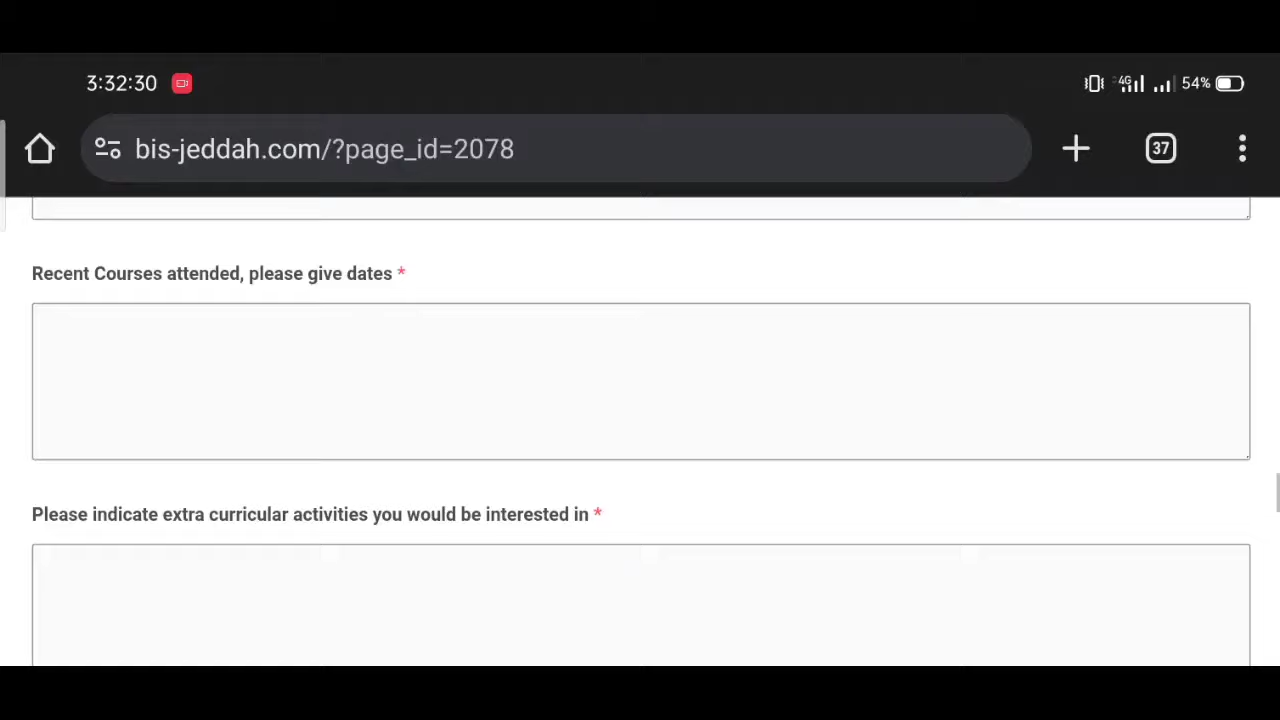 3:32:30
4G 54%
bis-jeddah.com/?page_id=2078
37
Recent Courses attended, please give dates *
Please indicate extra curricular activities you would be interested in *